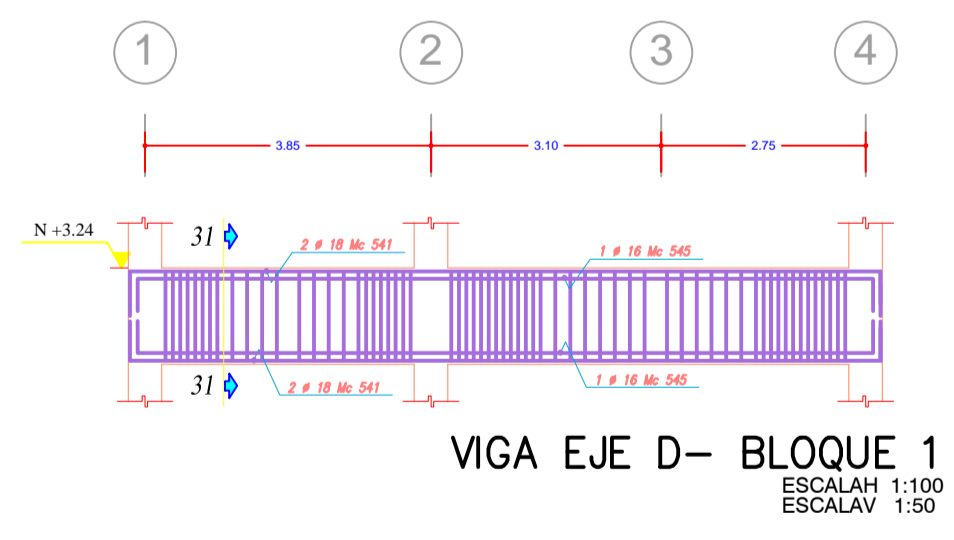 1 2 3 4
3.85 3.10 2.75
N +3.24
31
2 ø 18 Mc 541
1 ø 16 Mc 545
31
2 ø 18 Mc 541
1 ø 16 Mc 545
VIGA EJE D- BLOQUE 1
ESCALAH 1:100
ESCALAV 1:50